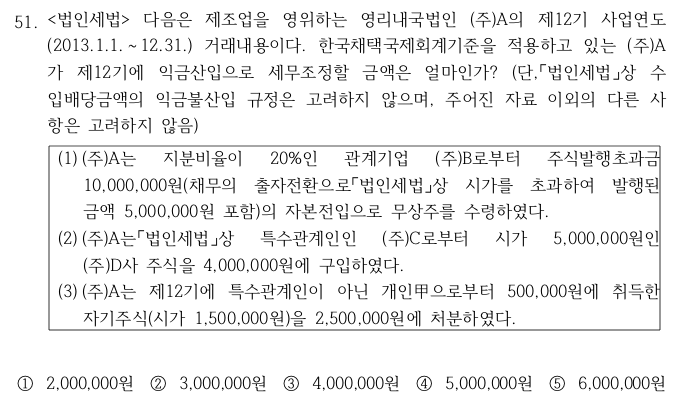 51. <법인세법> 다음은 제조업을 영위하는 영리내국법인 (주)A의 제12기 사업연도
(2013.1.1. ~ 12.31.) 거래내용이다. 한국채택국제회계기준을 적용하고 있는 (주)A
가 제12기에 익금산입으로 세무조정할 금액은 얼마인가? (단,「법인세법」상 수
입배당금액의 익금불산입 규정은 고려하지 않으며, 주어진 자료 이외의 다른 사
항은 고려하지 않음)
(1) (주)A는 지분비율이 20%인 관계기업 (주)B로부터 주식발행초과금
10,000,000원(채무의 출자전환으로「법인세법」상 시가를 초과하여 발행된
금액 5,000,000원 포함)의 자본전입으로 무상주를 수령하였다.
(2) (주)A는「법인세법」상 특수관계인인 (주)C로부터 시가 5,000,000원인
(주)D사 주식을 4,000,000원에 구입하였다.
(3) (주)A는 제12기에 특수관계인이 아닌 개인甲으로부터 500,000원에 취득한
자기주식(시가 1,500,000원)을 2,500,000원에 처분하였다.
① 2,000,000원 ② 3,000,000원 ③ 4,000,000원 ④ 5,000,000원 ⑤ 6,000,000원